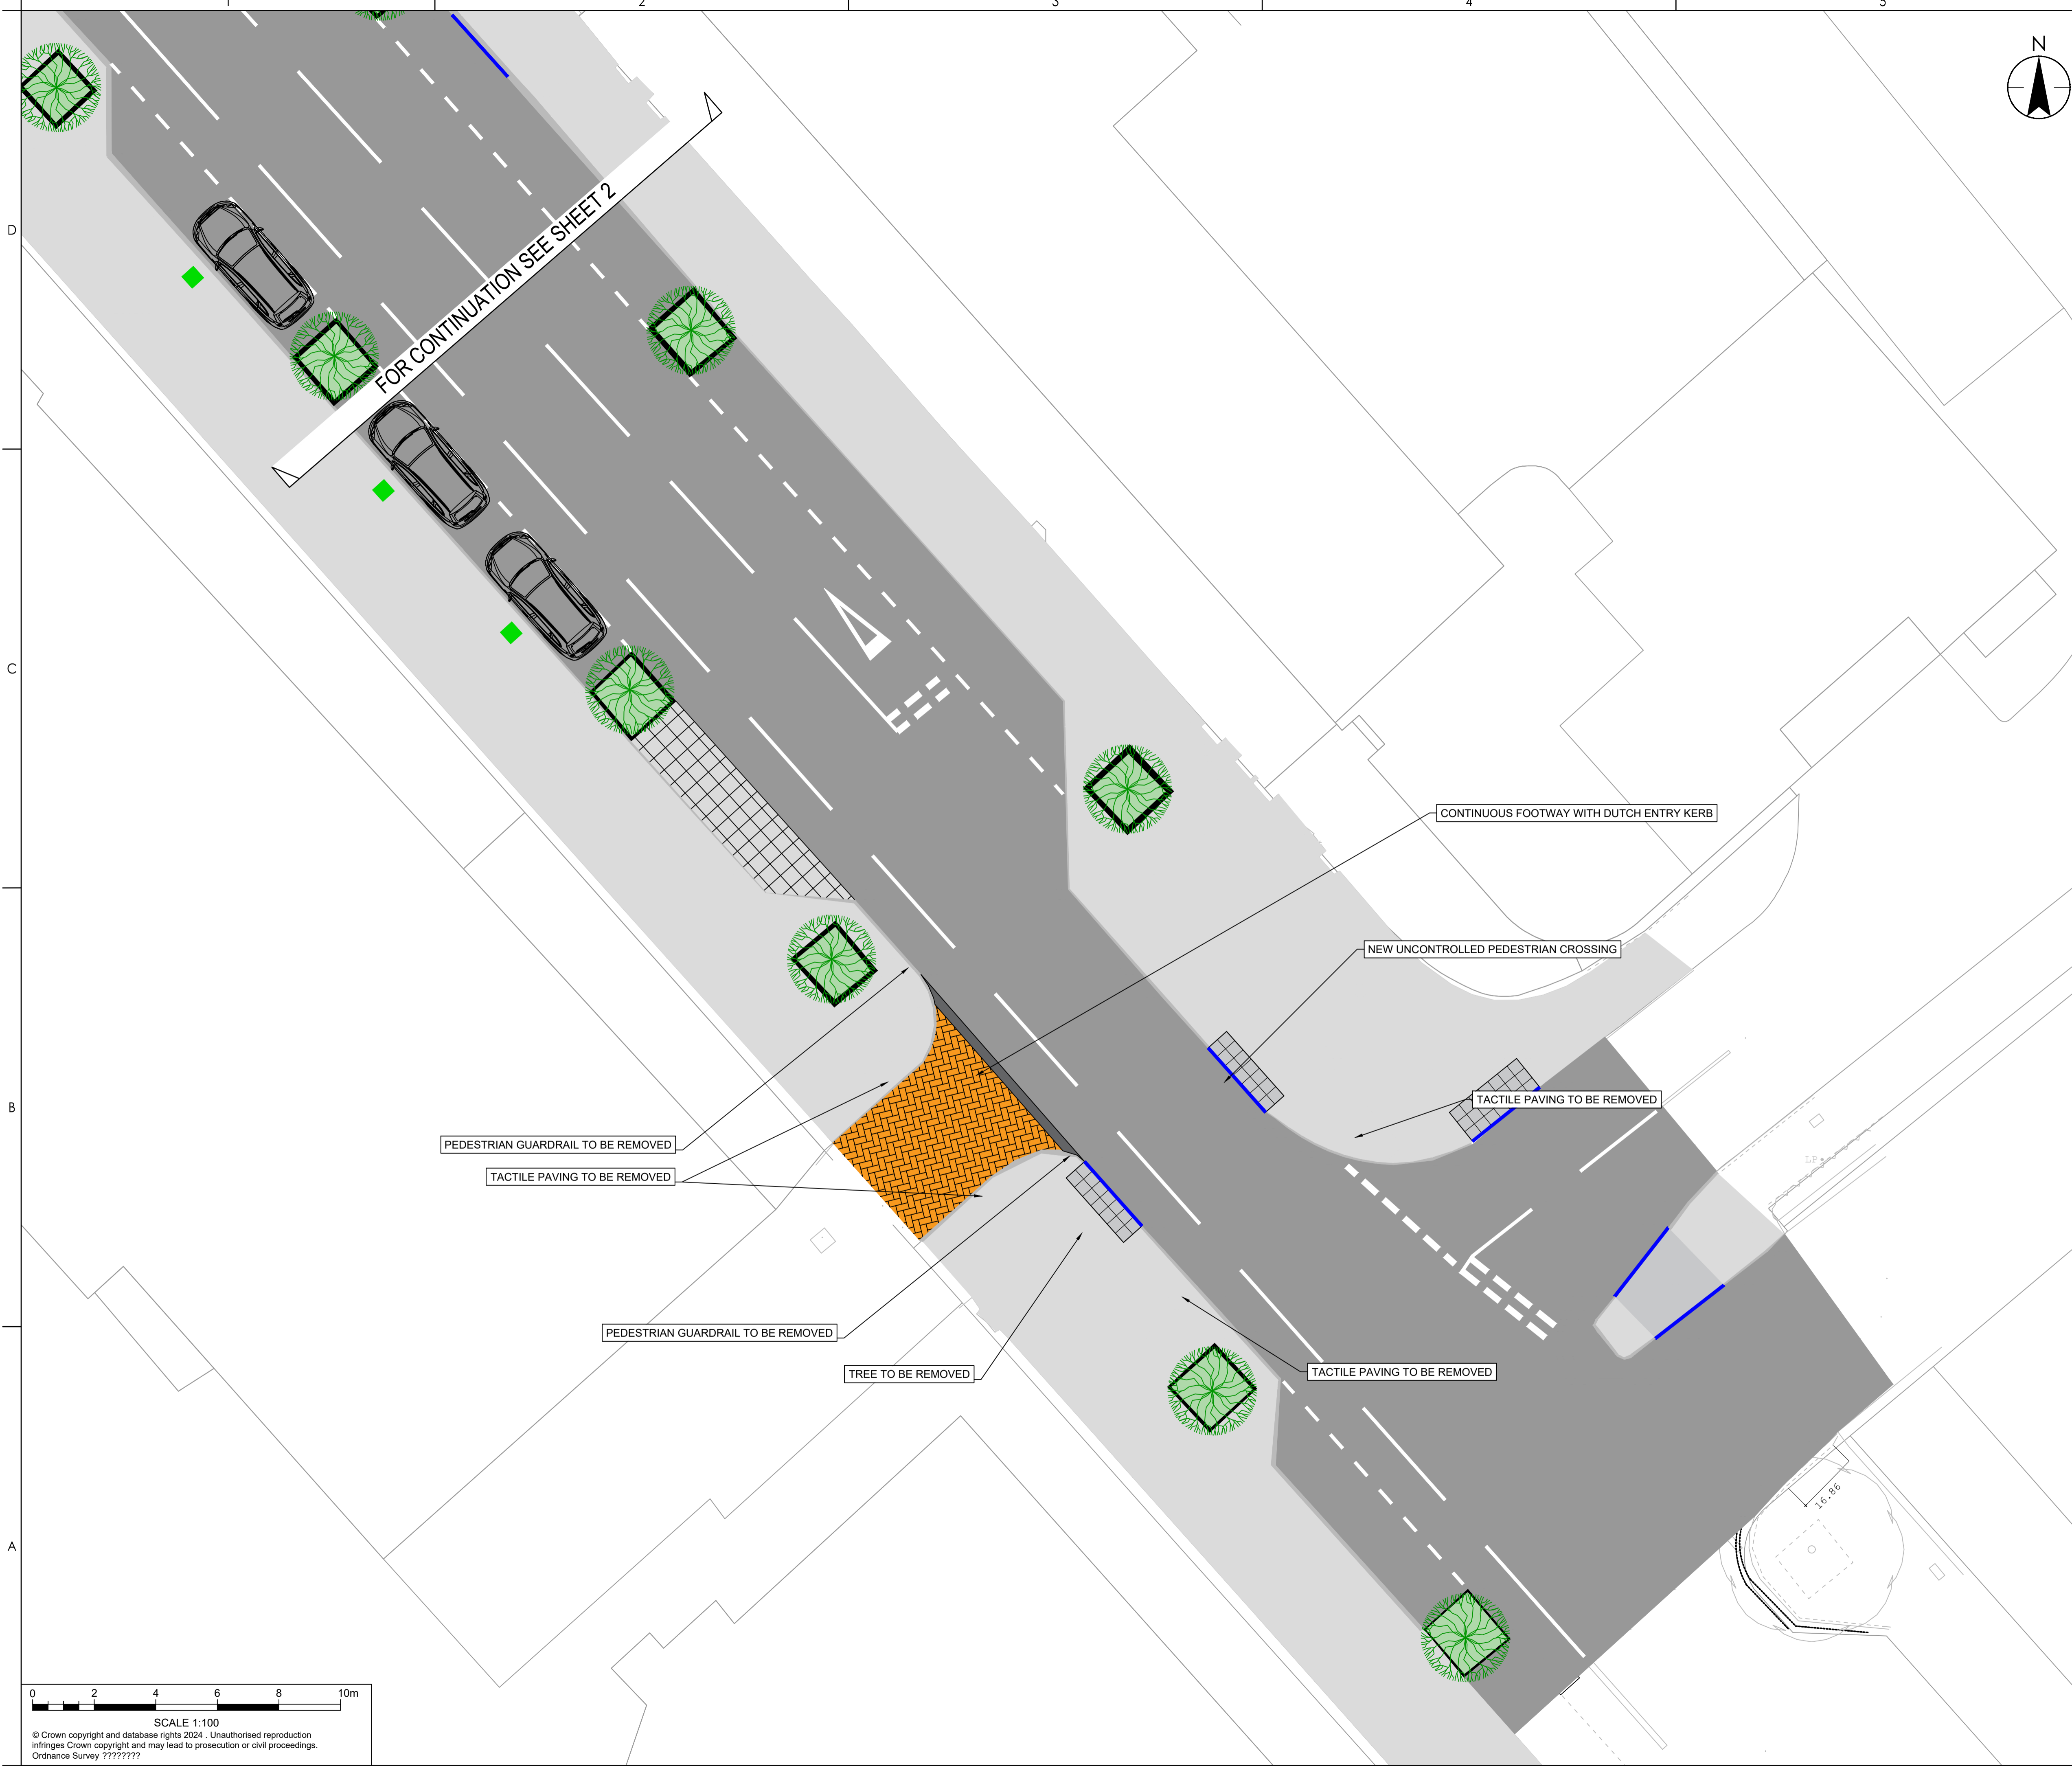 1
2
3
4
5
N
D
FOR CONTINUATION SEE SHEET 2
C
CONTINUOUS FOOTWAY WITH DUTCH ENTRY KERB
NEW UNCONTROLLED PEDESTRIAN CROSSING
B
TACTILE PAVING TO BE REMOVED
PEDESTRIAN GUARDRAIL TO BE REMOVED
LP
TACTILE PAVING TO BE REMOVED
PEDESTRIAN GUARDRAIL TO BE REMOVED
TREE TO BE REMOVED
TACTILE PAVING TO BE REMOVED
16.86
A
0 2 4 6 8 10m
SCALE 1:100
© Crown copyright and database rights 2024 . Unauthorised reproduction
infringes Crown copyright and may lead to prosecution or civil proceedings.
Ordnance Survey ????????